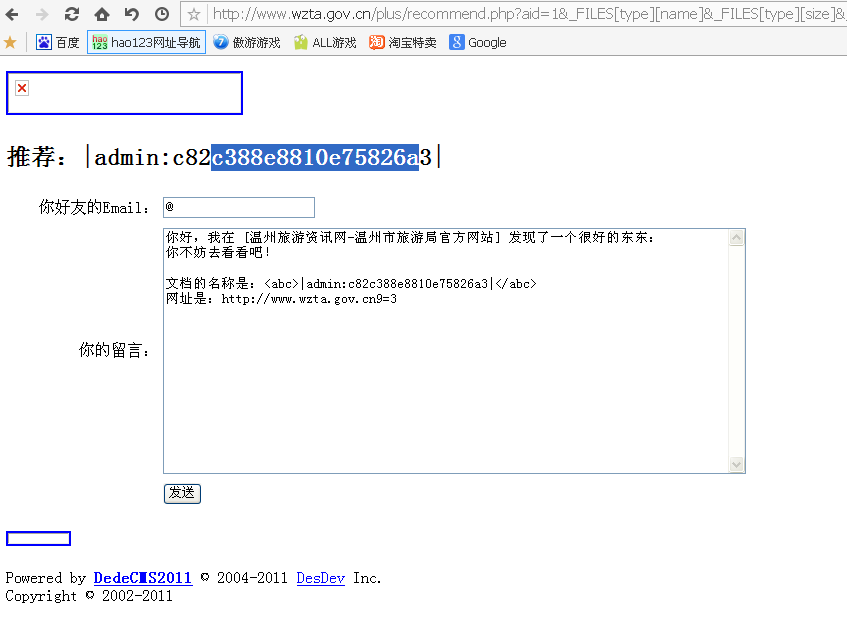 http://www.wzta.gov.cn/plus/recommend.php?aid=1&_FILES[type][name]&_FILES[type][size]&_
百度 hao123网址导航 傲游游戏 ALL游戏 淘宝特卖 Google
推荐：|admin:c82c388e8810e75826a3|
你好友的Email： @
你好，我在 [温州旅游资讯网-温州市旅游局官方网站] 发现了一个很好的东东：
你不妨去看看吧！
文档的名称是：<abc>|admin:c82c388e8810e75826a3|</abc>
网址是：http://www.wzta.gov.cn9=3
你的留言：
发送
Powered by DedeCMS2011 © 2004-2011 DesDev Inc.
Copyright © 2002-2011